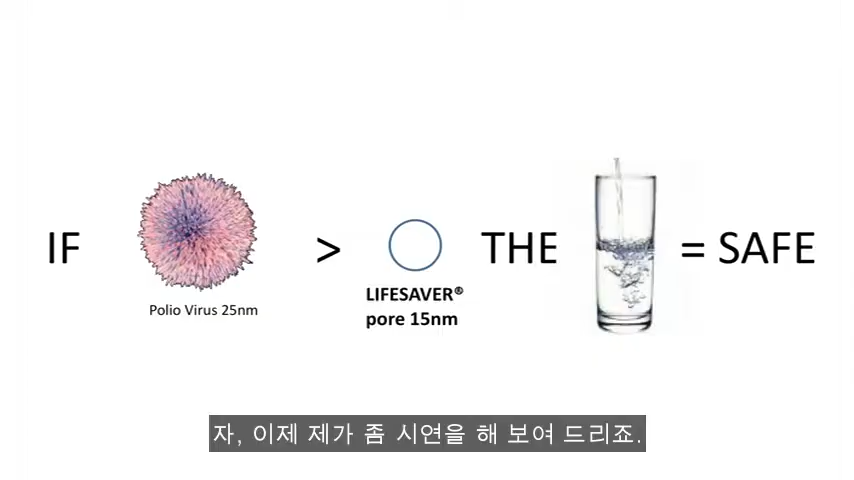 IF > THE = SAFE
Polio Virus 25nm
LIFESAVER®
pore 15nm
자, 이제 제가 좀 시연을 해 보여 드리죠.